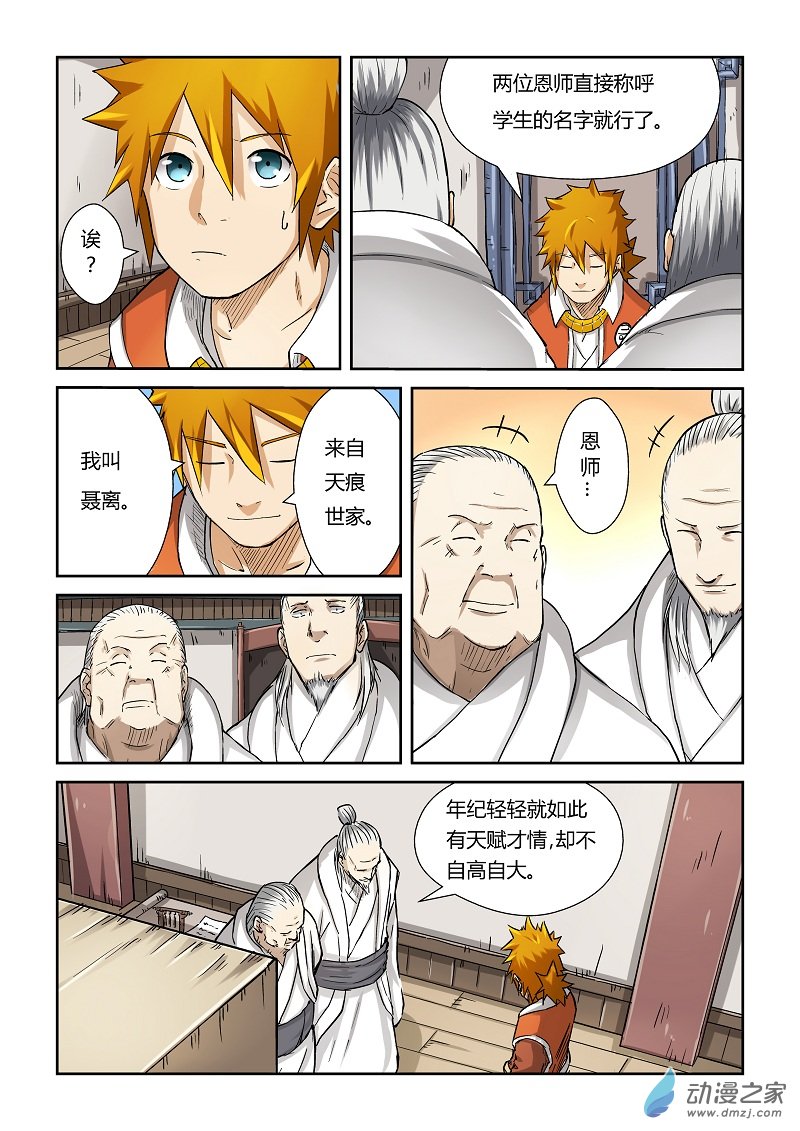 诶
？
两位恩师直接称呼
学生的名字就行了。
我叫
聂离。
来自
天痕
世家。
恩
师
…
年纪轻轻就如此
有天赋才情，却不
自高自大。
动漫之家
www.dmzj.com